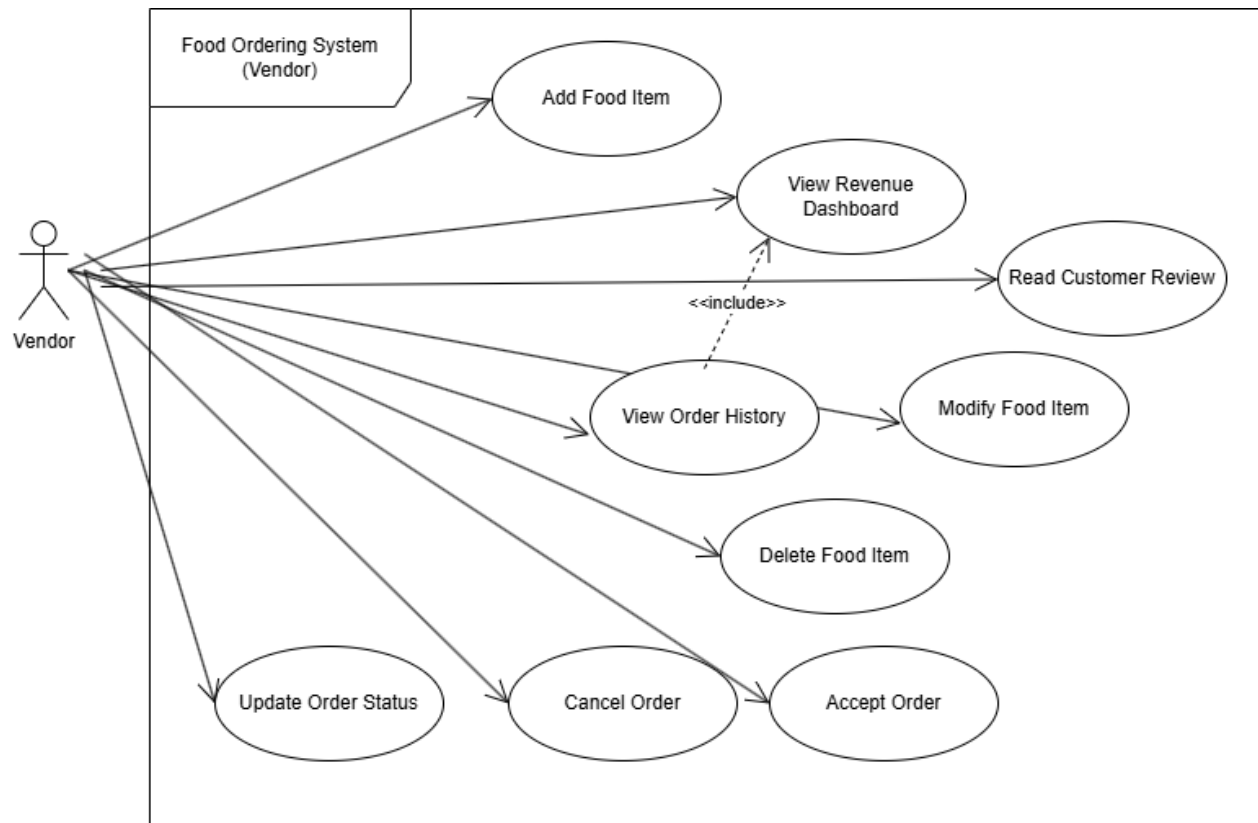 Food Ordering System
(Vendor)
Add Food Item
View Revenue
Dashboard
Read Customer Review
<<include>>
Vendor
View Order History
Modify Food Item
Delete Food Item
Update Order Status
Cancel Order
Accept Order